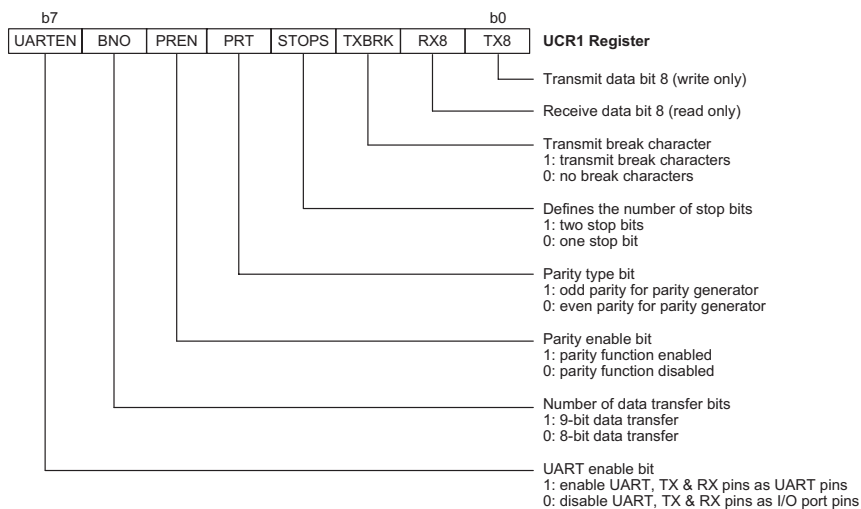 b7 b0
UARTEN BNO PREN PRT STOPS TXBRK RX8 TX8 UCR1 Register
Transmit data bit 8 (write only)
Receive data bit 8 (read only)
Transmit break character
1: transmit break characters
0: no break characters
Defines the number of stop bits
1: two stop bits
0: one stop bit
Parity type bit
1: odd parity for parity generator
0: even parity for parity generator
Parity enable bit
1: parity function enabled
0: parity function disabled
Number of data transfer bits
1: 9-bit data transfer
0: 8-bit data transfer
UART enable bit
1: enable UART, TX & RX pins as UART pins
0: disable UART, TX & RX pins as I/O port pins